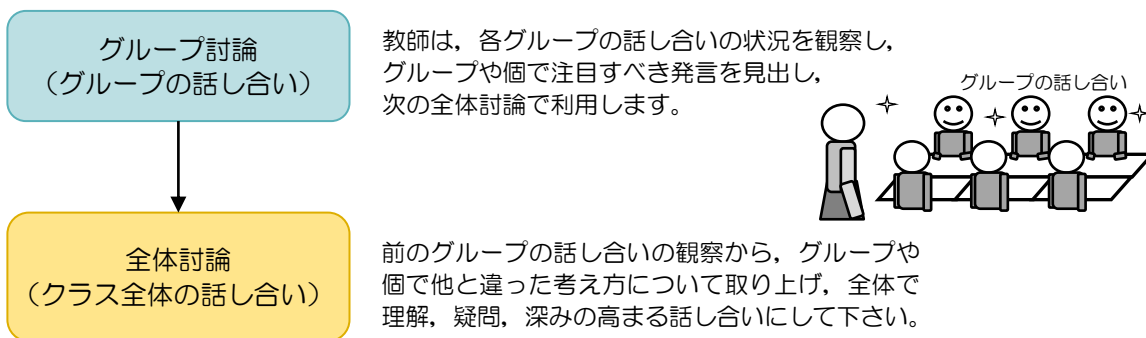 グループ討論
（グループの話し合い）
教師は，各グループの話し合いの状況を観察し，
グループや個で注目すべき発言を見出し，
次の全体討論で利用します。
グループの話し合い
全体討論
（クラス全体の話し合い）
前のグループの話し合いの観察から，グループや
個で他と違った考え方について取り上げ，全体で
理解，疑問，深みの高まる話し合いにして下さい。